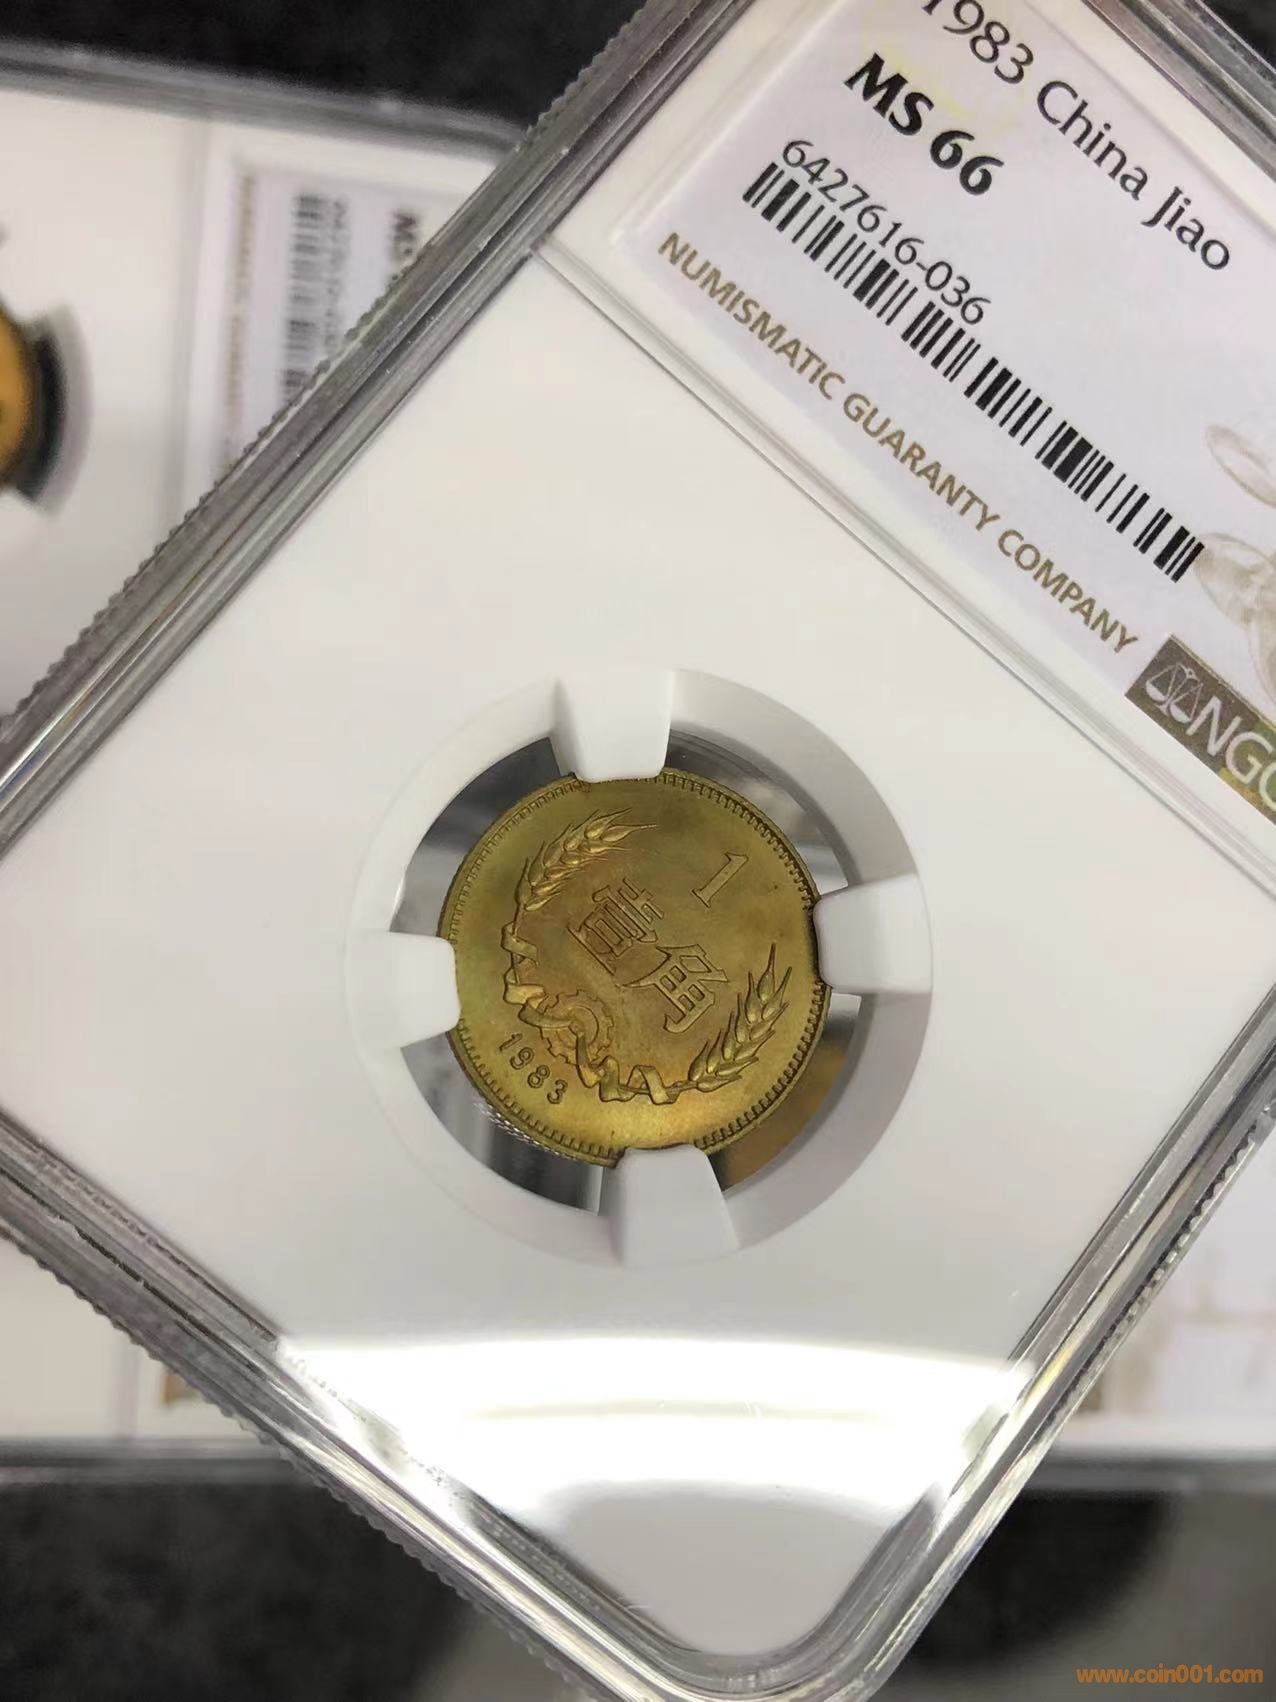 1983 China Jiao
MS 66
6427616-036
NUMISMATIC GUARANTY COMPANY
NGC
1
壹
角
1983
www.coin001.com